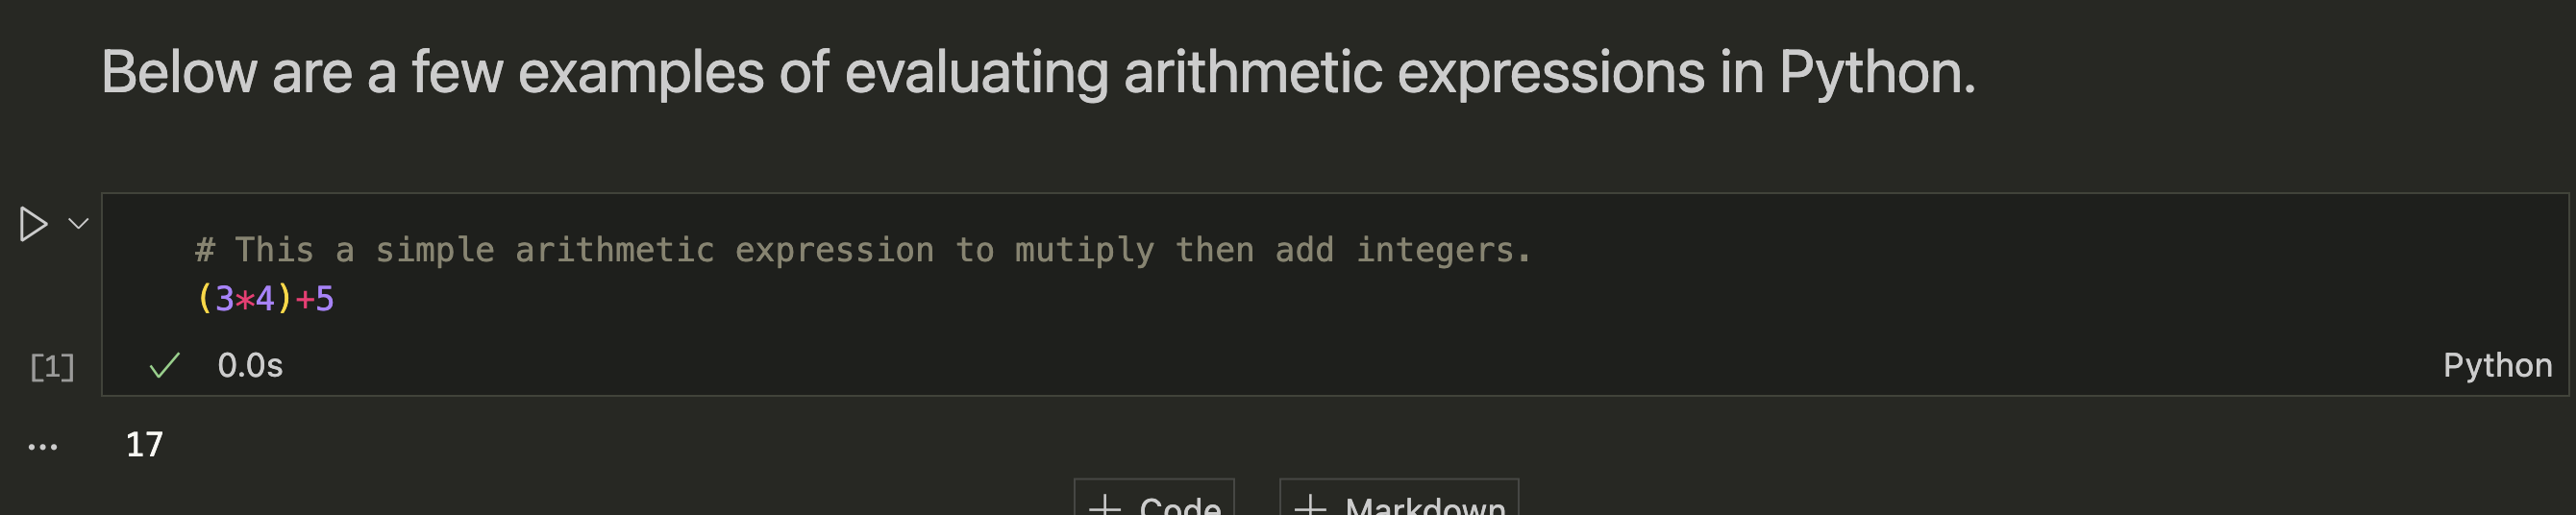 Below are a few examples of evaluating arithmetic expressions in Python.
# This a simple arithmetic expression to mutiply then add integers.
(3*4)+5
[1] 0.0s Python
... 17
+ Code + Markdown